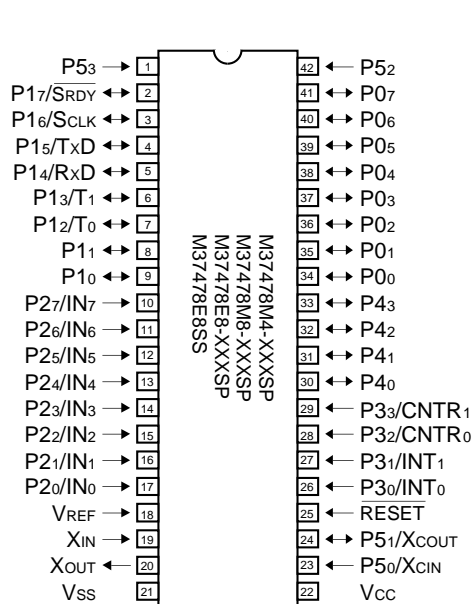 P53 1 42 P52
P17/SRDY 2 41 P07
P16/SCLK 3 40 P06
P15/TxD 4 39 P05
P14/RxD 5 38 P04
P13/T1 6 37 P03
P12/T0 7 36 P02
P11 8 35 P01
P10 9 34 P00
P27/IN7 10 33 P43
P26/IN6 11 32 P42
P25/IN5 12 31 P41
P24/IN4 13 30 P40
P23/IN3 14 29 P33/CNTR1
P22/IN2 15 28 P32/CNTR0
P21/IN1 16 27 P31/INT1
P20/IN0 17 26 P30/INT0
VREF 18 25 RESET
XIN 19 24 P51/XCOUT
XOUT 20 23 P50/XCIN
VSS 21 22 VCC
M37478M4-XXXSP
M37478M8-XXXSP
M37478E8-XXXSP
M37478E8SS